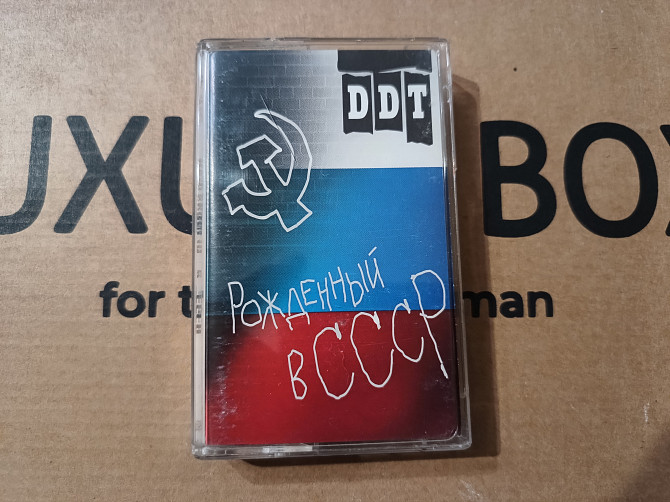 DDT
РОЖДЕННЫЙ
В СССР
UXU BOX
for t man